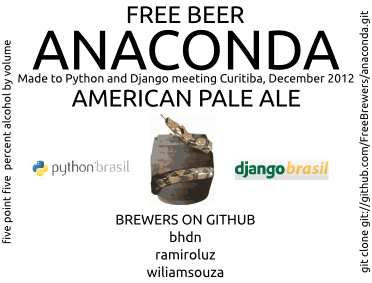 FREE BEER
ANACONDA
Made to Python and Django meeting Curitiba, December 2012
AMERICAN PALE ALE
python brasil
django brasil
BREWERS ON GITHUB
bhdn
ramiroluz
wiliamsouza
five point five percent alcohol by volume
git clone git://github.com/FreeBrewers/anaconda.git